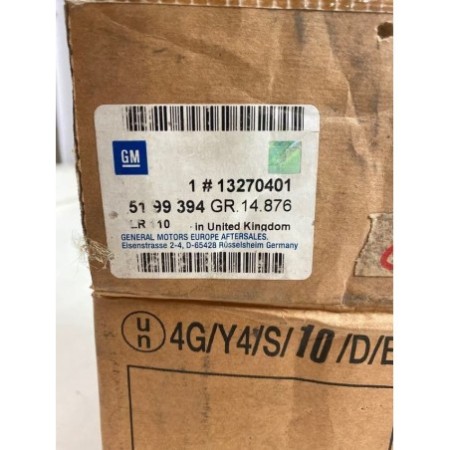 GM
1 # 13270401
51 99 394 GR.14.876
in United Kingdom
GENERAL MOTORS EUROPE AFTERSALES.
Eisenstrasse 2-4, D-65428 Rüsselsheim Germany
un 4G/Y4/S/10/D/E